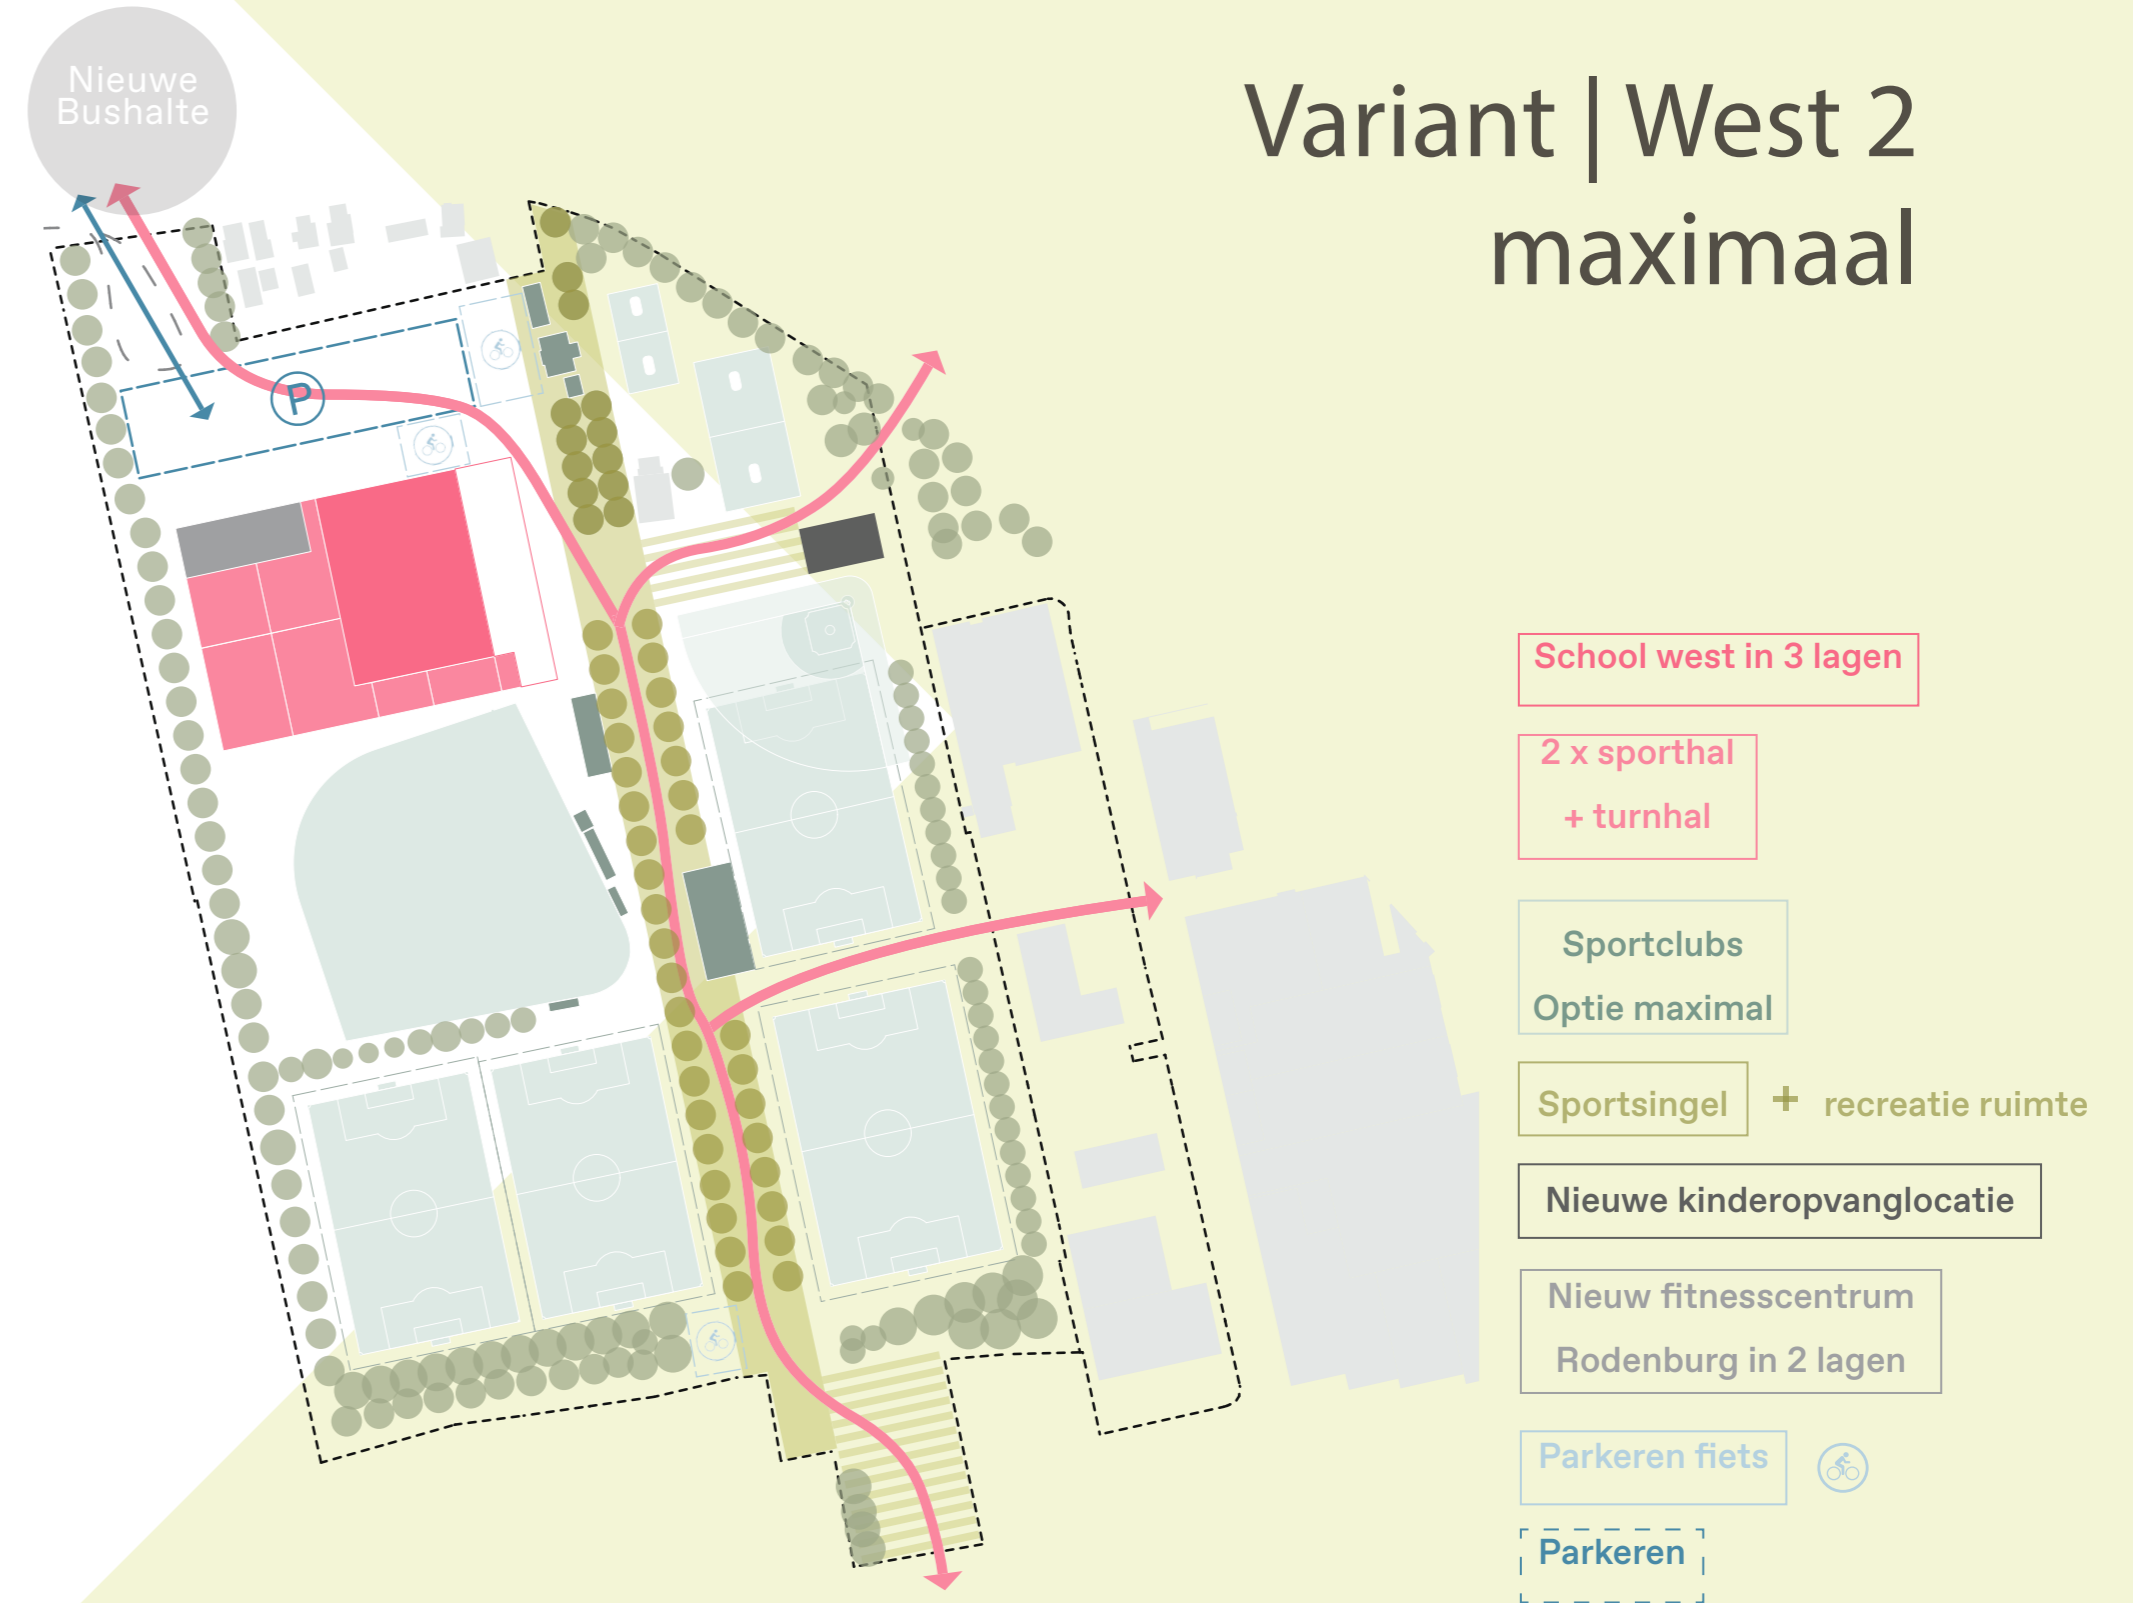 Nieuwe
Bushalte
Variant | West 2
maximaal
P
School west in 3 lagen
2 x sporthal
+ turnhal
Sportclubs
Optie maximal
Sportsingel + recreatie ruimte
Nieuwe kinderopvanglocatie
Nieuw fitnesscentrum
Rodenburg in 2 lagen
Parkeren fiets
Parkeren